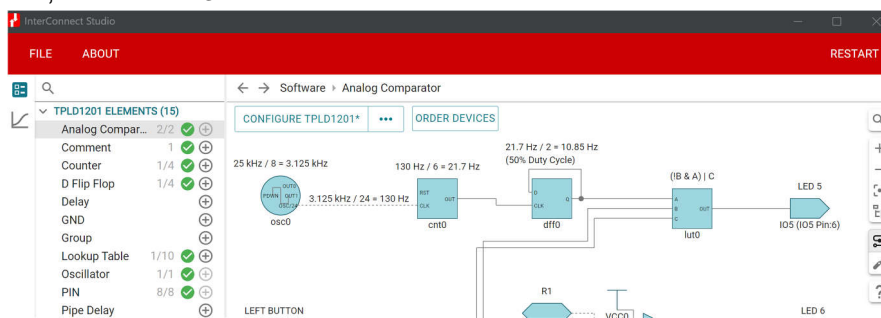 InterConnect Studio
FILE ABOUT RESTART
← → Software › Analog Comparator
TPLD1201 ELEMENTS (15)
Analog Compar... 2/2
Comment 1
Counter 1/4
D Flip Flop 1/4
Delay
GND
Group
Lookup Table 1/10
Oscillator 1/1
PIN 8/8
Pipe Delay
CONFIGURE TPLD1201* ••• ORDER DEVICES
25 kHz / 8 = 3.125 kHz
PDWN OUT0
OUT1
OSC/24
osc0
3.125 kHz / 24 = 130 Hz
130 Hz / 6 = 21.7 Hz
RST OUT
CLK
cnt0
21.7 Hz / 2 = 10.85 Hz
(50% Duty Cycle)
D Q
CLK
dff0
(!B & A) | C
A
B OUT
C
lut0
LED 5
IO5 (IO5 Pin:6)
LEFT BUTTON
R1
VCC0
LED 6